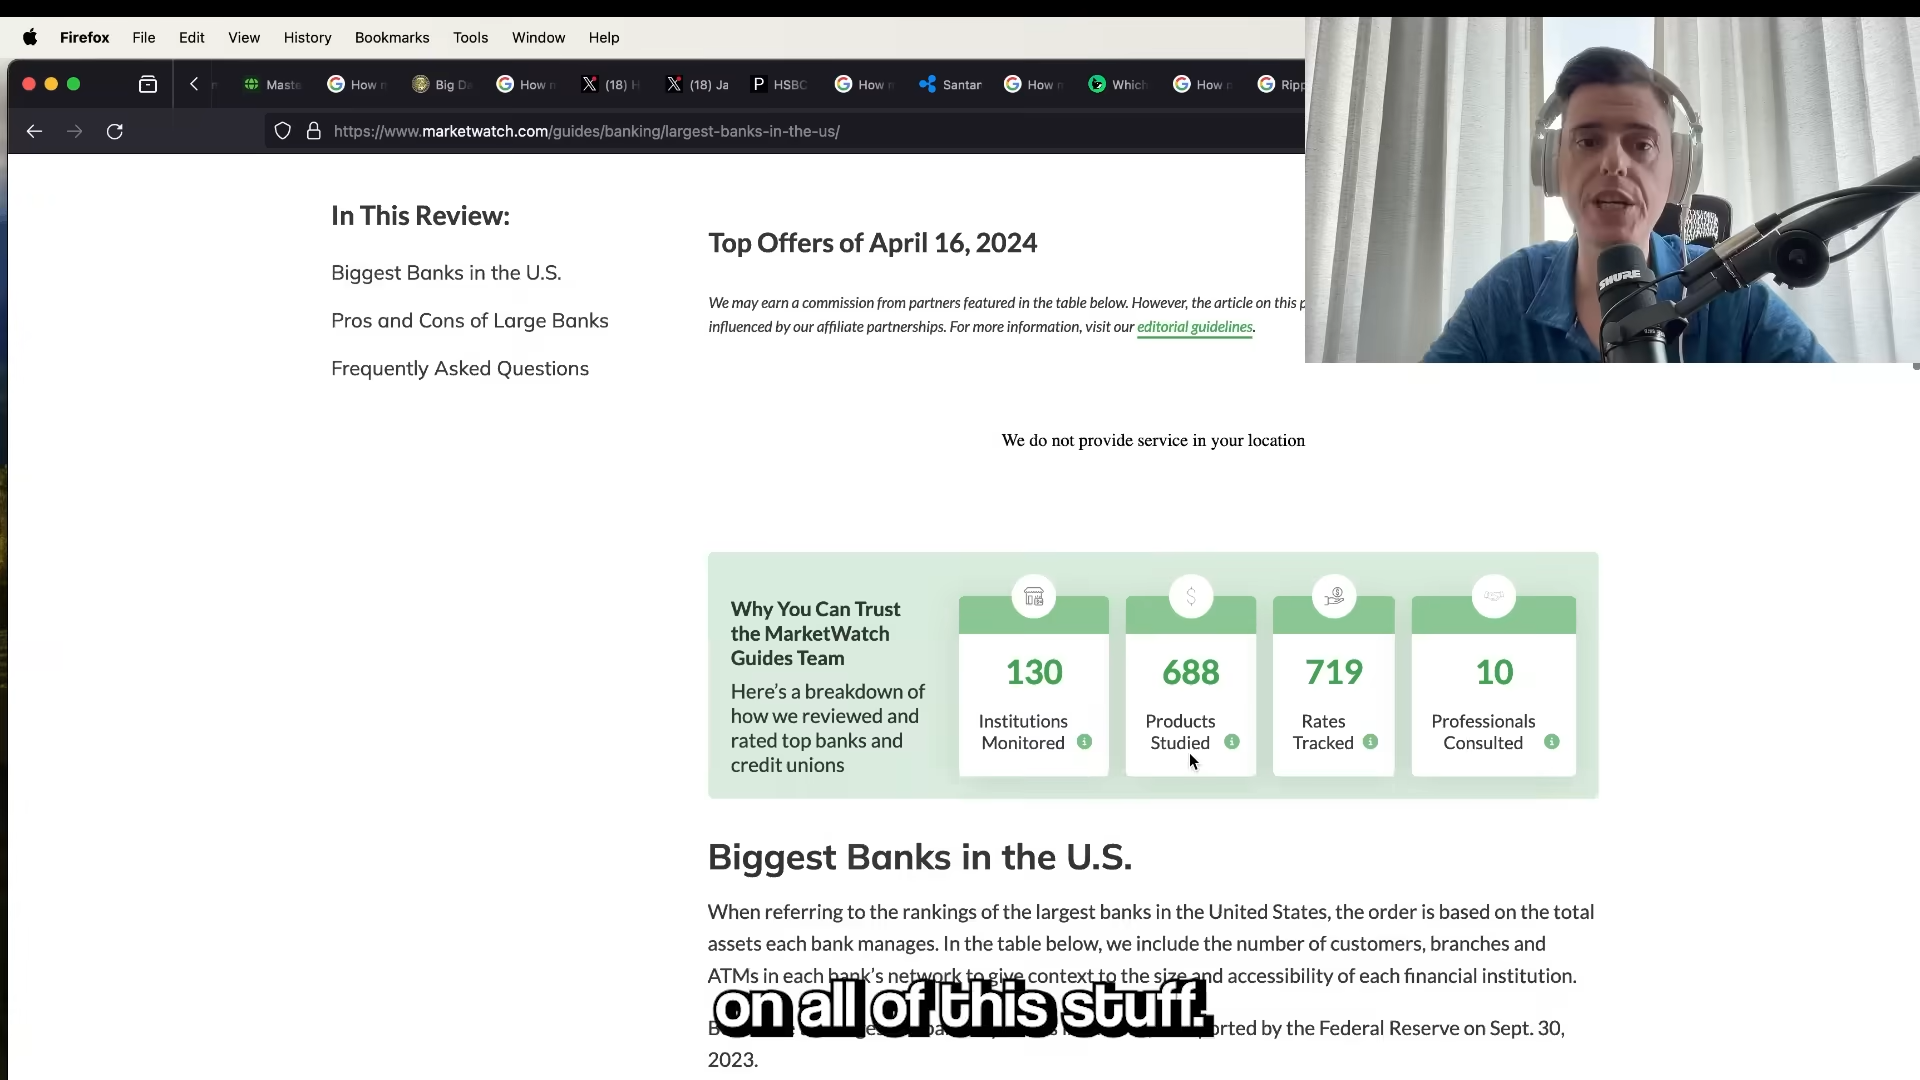 Firefox File Edit View History Bookmarks Tools Window Help
Maste How Big Da How (18) H (18) Ja HSBC How Santan How Which How Ripp
https://www.marketwatch.com/guides/banking/largest-banks-in-the-us/
In This Review:
Biggest Banks in the U.S.
Pros and Cons of Large Banks
Frequently Asked Questions
Top Offers of April 16, 2024
We may earn a commission from partners featured in the table below. However, the article on this p
influenced by our affiliate partnerships. For more information, visit our editorial guidelines.
SHURE
We do not provide service in your location
Why You Can Trust
the MarketWatch
Guides Team
Here's a breakdown of
how we reviewed and
rated top banks and
credit unions
130
Institutions
Monitored
688
Products
Studied
719
Rates
Tracked
10
Professionals
Consulted
Biggest Banks in the U.S.
When referring to the rankings of the largest banks in the United States, the order is based on the total
assets each bank manages. In the table below, we include the number of customers, branches and
ATMs in each bank's network to give context to the size and accessibility of each financial institution.
on all of this stuff.
orted by the Federal Reserve on Sept. 30,
2023.